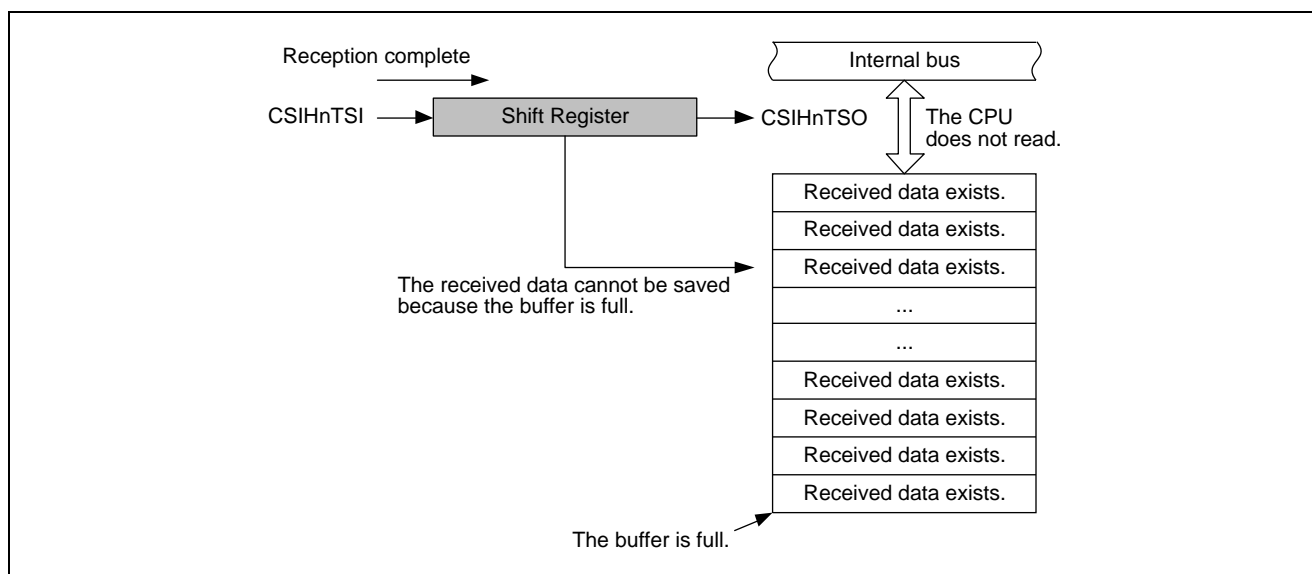 Reception complete
Internal bus
CSIHnTSI
Shift Register
CSIHnTSO
The CPU
does not read.
Received data exists.
Received data exists.
Received data exists.
The received data cannot be saved
because the buffer is full.
...
...
Received data exists.
Received data exists.
Received data exists.
Received data exists.
The buffer is full.